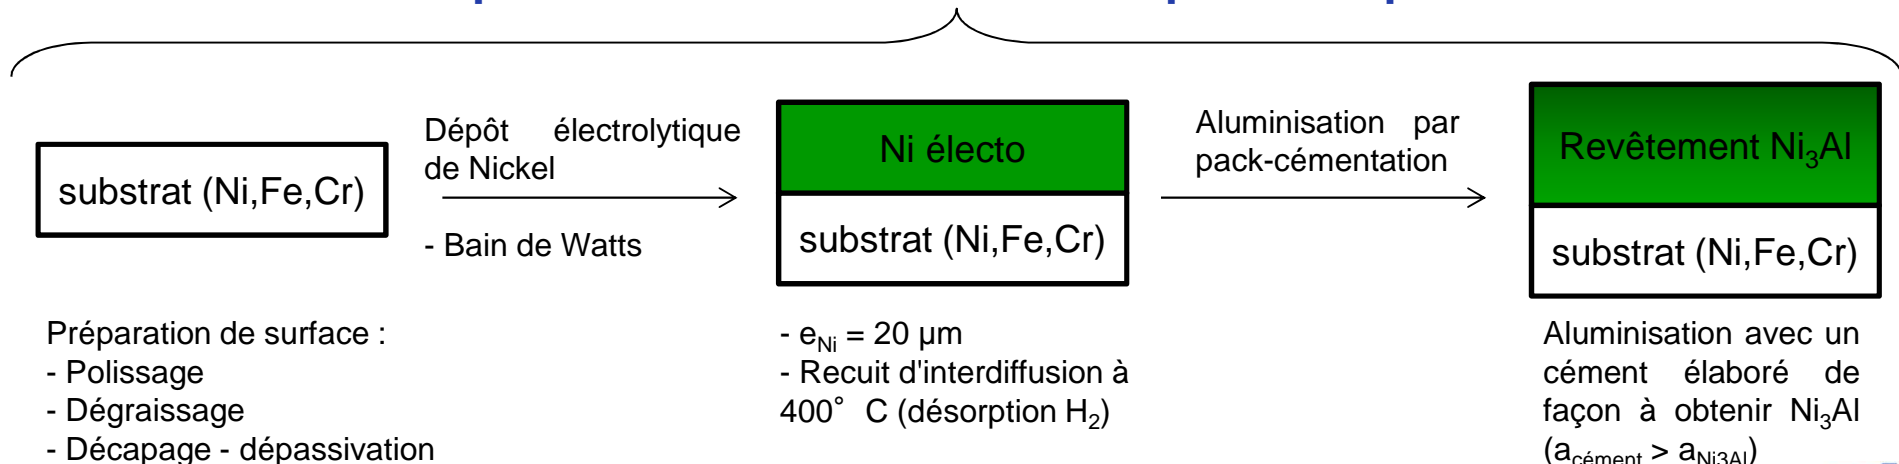 substrat (Ni,Fe,Cr)
Dépôt électrolytique
de Nickel
- Bain de Watts
Ni électo
substrat (Ni,Fe,Cr)
Aluminisation par
pack-cémentation
Revêtement Ni₃Al
substrat (Ni,Fe,Cr)
Préparation de surface :
- Polissage
- Dégraissage
- Décapage - dépassivation
- eNi = 20 µm
- Recuit d'interdiffusion à
400° C (désorption H₂)
Aluminisation avec un
cément élaboré de
façon à obtenir Ni₃Al
(acément > aNi3Al)